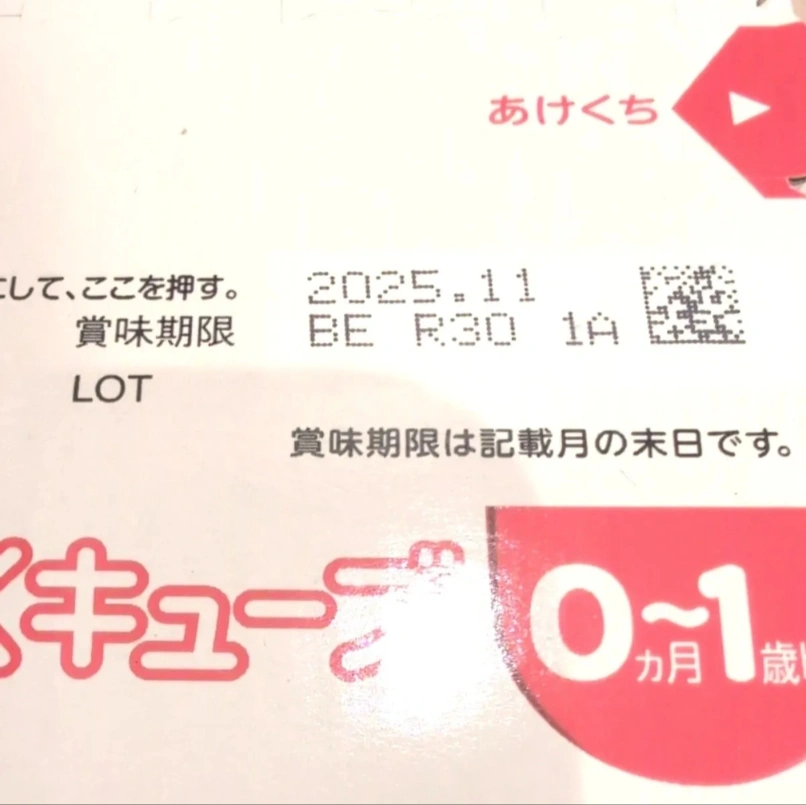 あけくち
にして、ここを押す。
2025.11
賞味期限
BE R30 1A
LOT
賞味期限は記載月の末日です。
くキューブ
0ヵ月~1歳